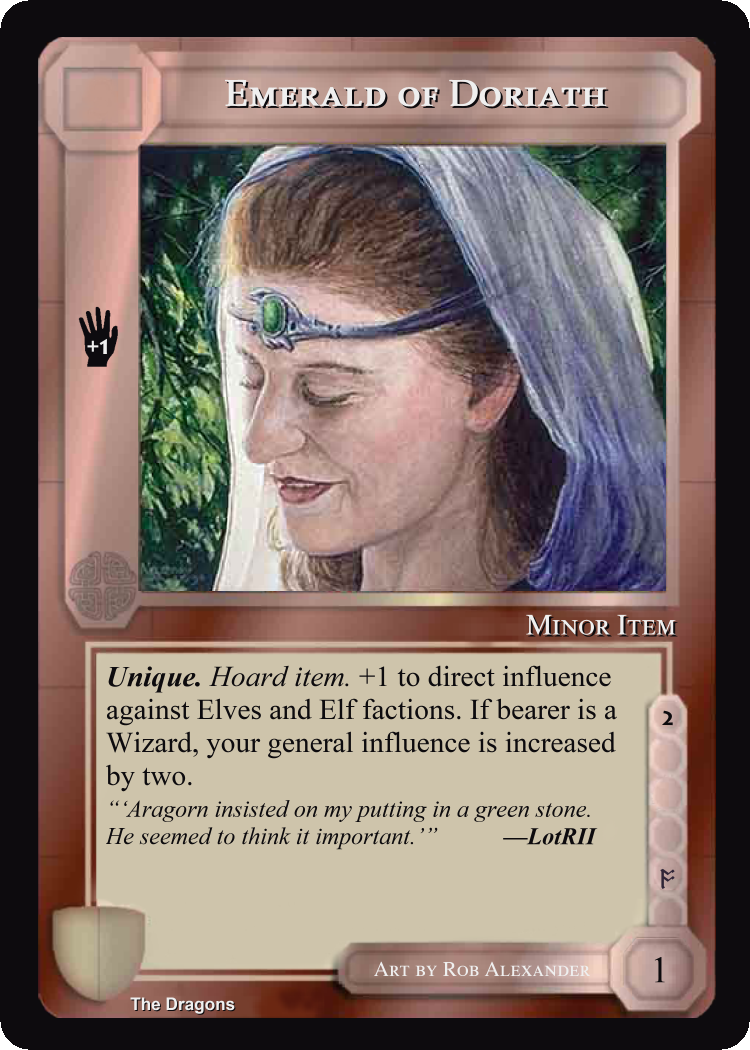 Emerald of Doriath
+1
Minor Item
Unique. Hoard item. +1 to direct influence
against Elves and Elf factions. If bearer is a
Wizard, your general influence is increased
by two.
“‘Aragorn insisted on my putting in a green stone.
He seemed to think it important.’” —LotRII
2
ᚩ
Art by Rob Alexander
1
The Dragons